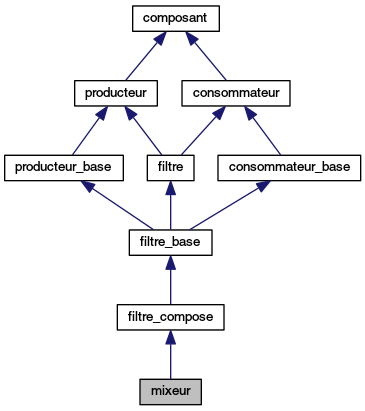 composant
producteur
consommateur
producteur_base
filtre
consommateur_base
filtre_base
filtre_compose
mixeur